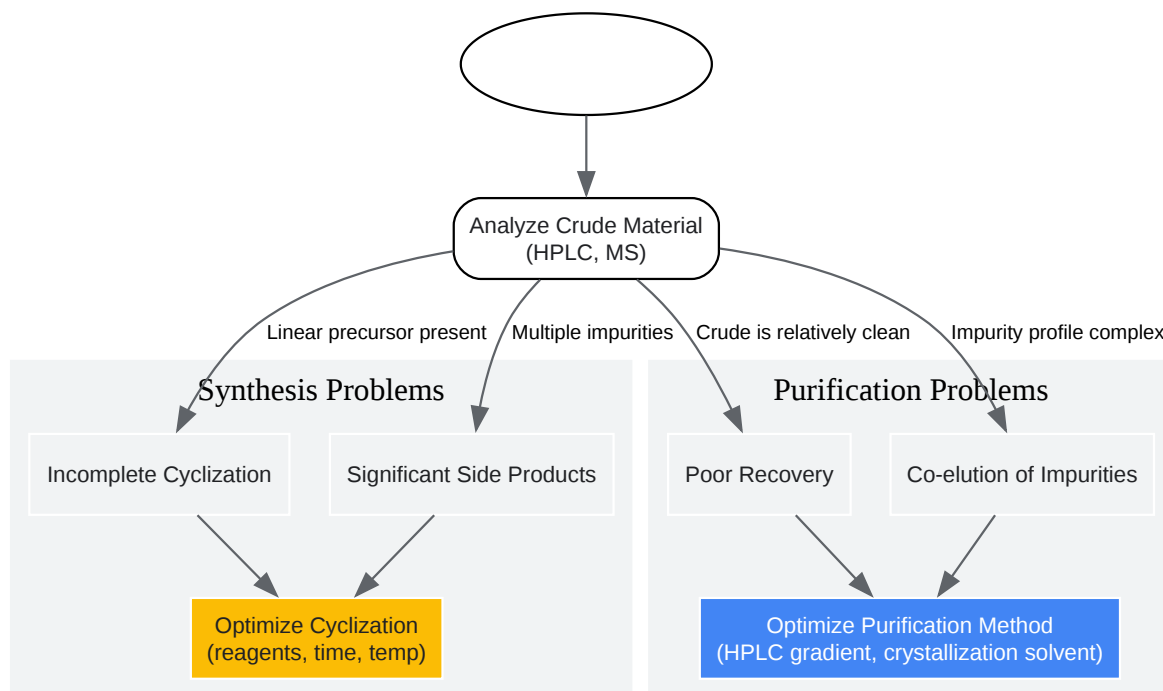 Analyze Crude Material
(HPLC, MS)
Linear precursor present
Multiple impurities
Crude is relatively clean
Impurity profile complex
Synthesis Problems
Purification Problems
Incomplete Cyclization
Significant Side Products
Poor Recovery
Co-elution of Impurities
Optimize Cyclization
(reagents, time, temp)
Optimize Purification Method
(HPLC gradient, crystallization solvent)